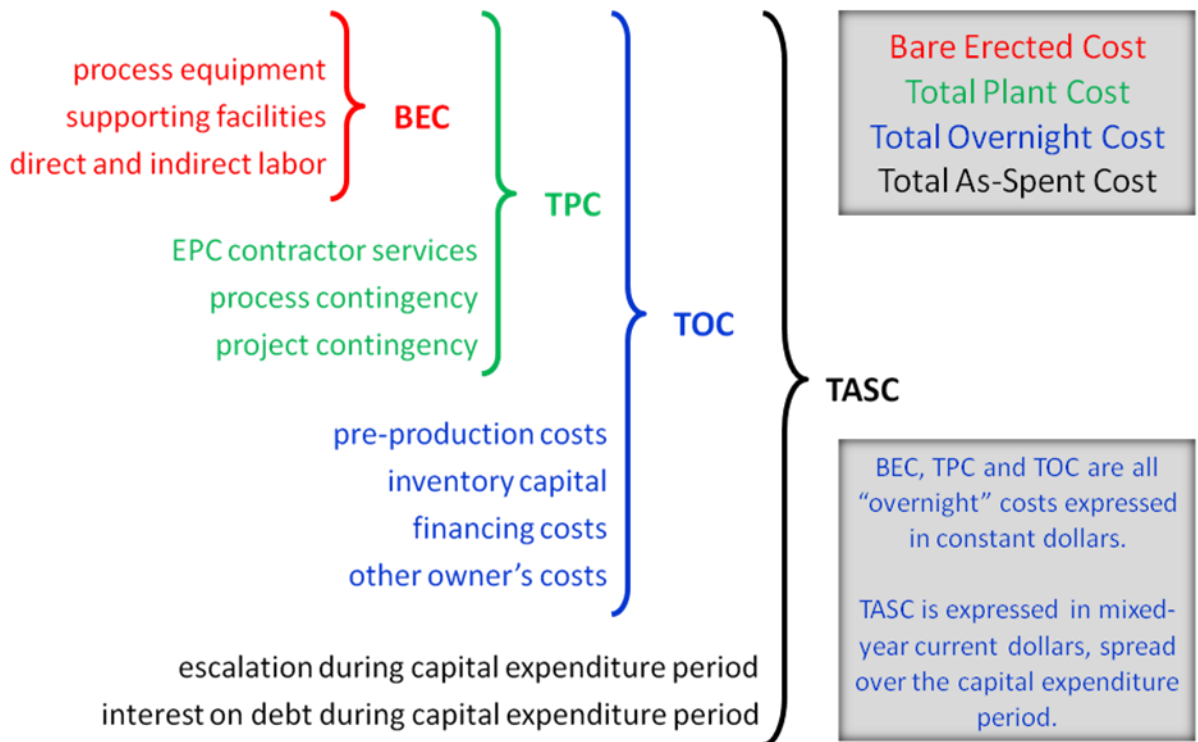 process equipment
supporting facilities
direct and indirect labor
BEC
EPC contractor services
process contingency
project contingency
TPC
pre-production costs
inventory capital
financing costs
other owner’s costs
TOC
escalation during capital expenditure period
interest on debt during capital expenditure period
TASC
Bare Erected Cost
Total Plant Cost
Total Overnight Cost
Total As-Spent Cost
BEC, TPC and TOC are all
“overnight” costs expressed
in constant dollars.
TASC is expressed in mixed-
year current dollars, spread
over the capital expenditure
period.